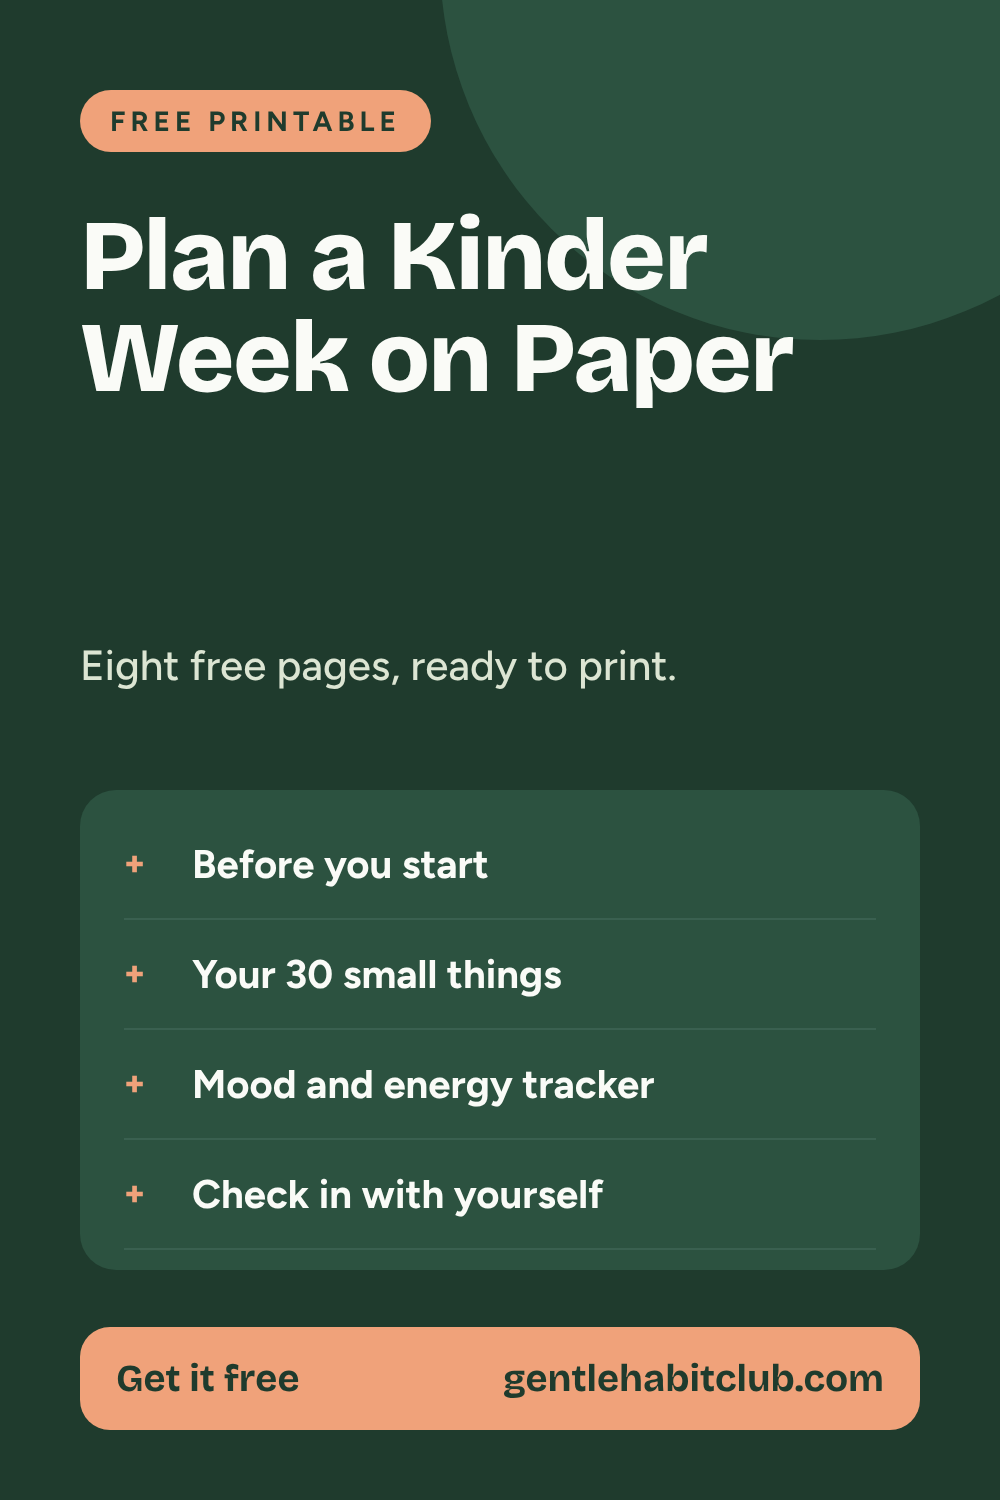 FREE PRINTABLE
Plan a Kinder
Week on Paper
Eight free pages, ready to print.
+ Before you start
+ Your 30 small things
+ Mood and energy tracker
+ Check in with yourself
Get it free
gentlehabitclub.com